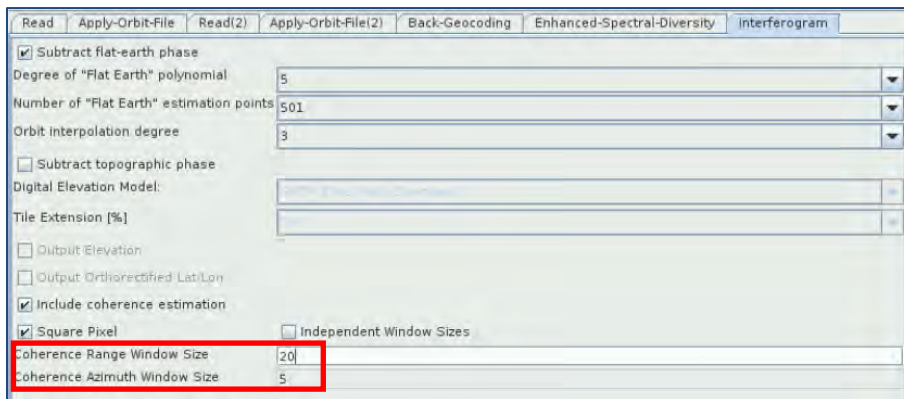 Read Apply-Orbit-File Read(2) Apply-Orbit-File(2) Back-Geocoding Enhanced-Spectral-Diversity Interferogram
Subtract flat-earth phase
Degree of "Flat Earth" polynomial 5
Number of "Flat Earth" estimation points 501
Orbit interpolation degree 3
Subtract topographic phase
Digital Elevation Model:
Tile Extension [%]
Output Elevation
Output Orthorectified Lat/Lon
Include coherence estimation
Square Pixel Independent Window Sizes
Coherence Range Window Size 20
Coherence Azimuth Window Size 5